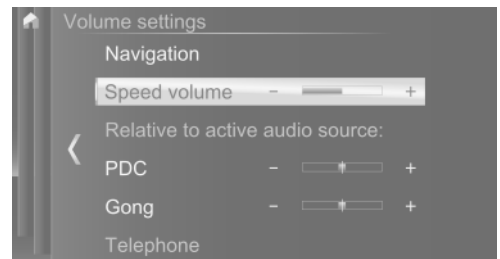 Volume settings
Navigation
Speed volume - +
Relative to active audio source:
PDC - +
Gong - +
Telephone